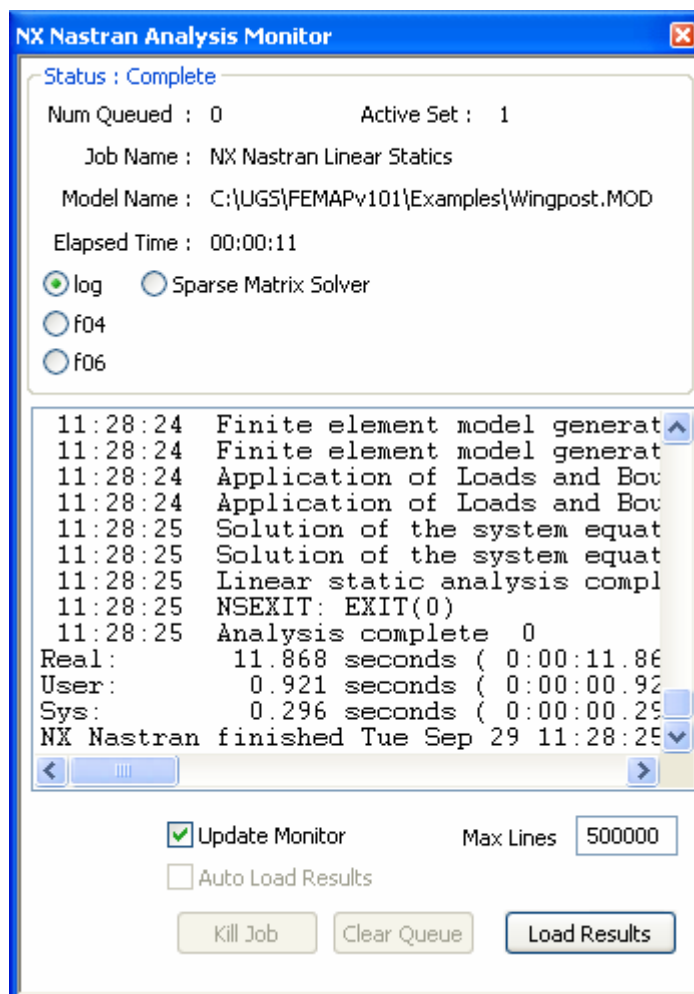 NX Nastran Analysis Monitor
Status : Complete
Num Queued : 0 Active Set : 1
Job Name : NX Nastran Linear Statics
Model Name : C:\UGS\FEMAPv101\Examples\Wingpost.MOD
Elapsed Time : 00:00:11
log Sparse Matrix Solver
f04
f06
11:28:24 Finite element model generat
11:28:24 Finite element model generat
11:28:24 Application of Loads and Bou
11:28:24 Application of Loads and Bou
11:28:25 Solution of the system equat
11:28:25 Solution of the system equat
11:28:25 Linear static analysis compl
11:28:25 NSEXIT: EXIT(0)
11:28:25 Analysis complete 0
Real: 11.868 seconds ( 0:00:11.86
User: 0.921 seconds ( 0:00:00.92
Sys: 0.296 seconds ( 0:00:00.29
NX Nastran finished Tue Sep 29 11:28:25
Update Monitor Max Lines 500000
Auto Load Results
Kill Job Clear Queue Load Results